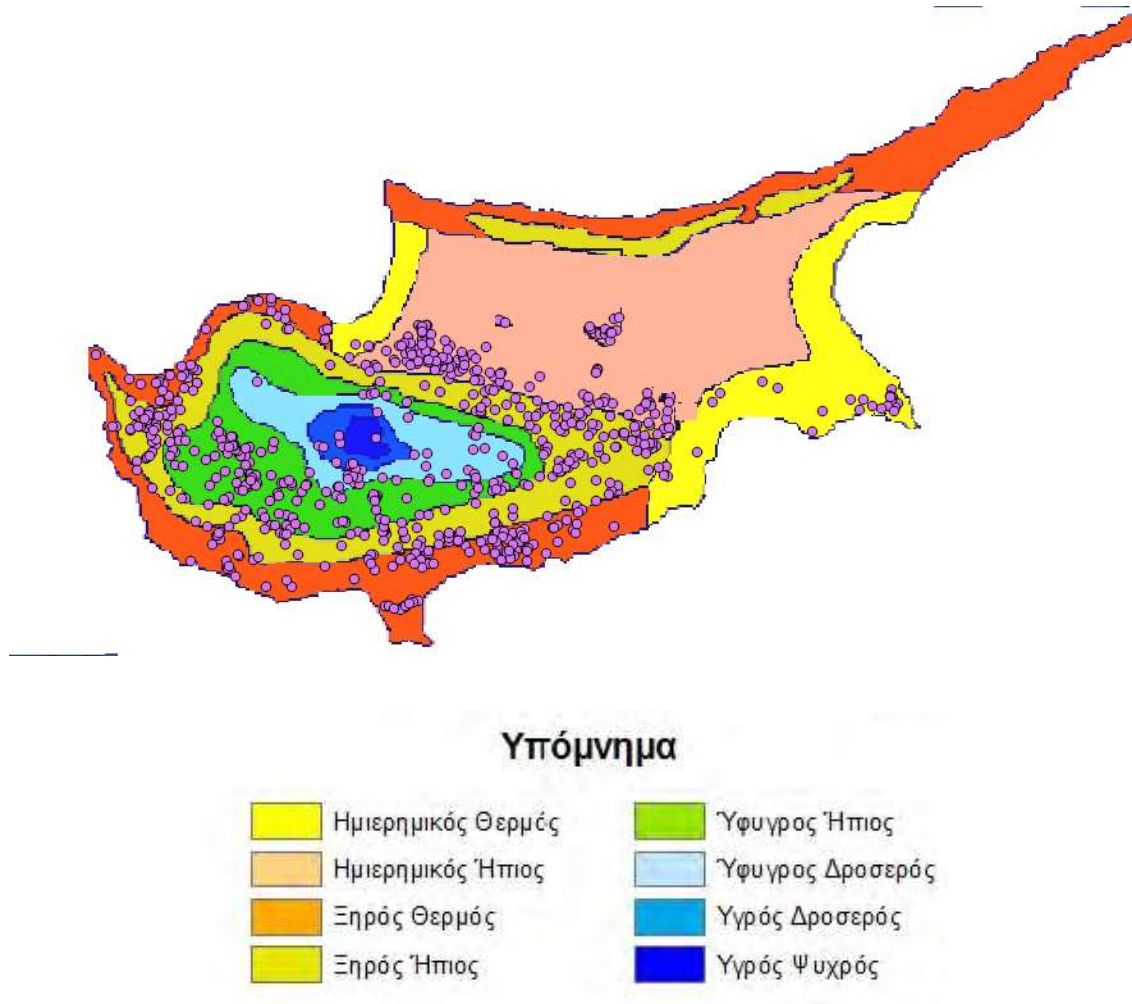 Υπόμνημα
Ημιερημικός Θερμός
Ημιερημικός Ήπιος
Ξηρός Θερμός
Ξηρός Ήπιος
Ύφυγρος Ήπιος
Ύφυγρος Δροσερός
Υγρός Δροσερός
Υγρός Ψυχρός